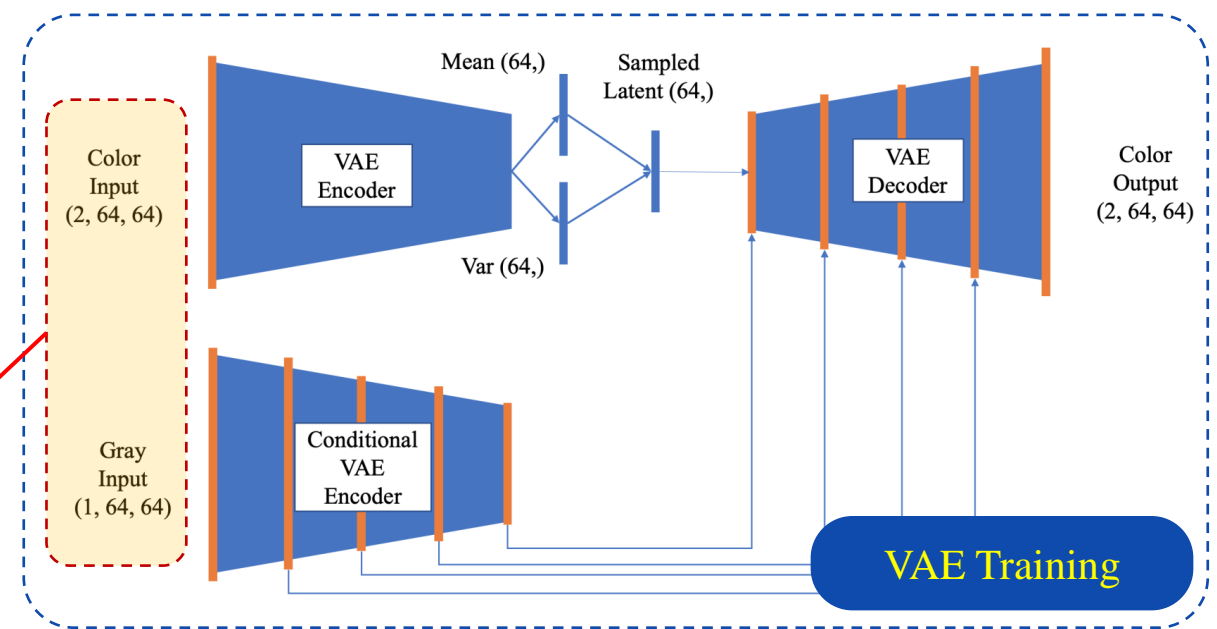 Color
Input
(2, 64, 64)
VAE
Encoder
Mean (64,)
Var (64,)
Sampled
Latent (64,)
VAE
Decoder
Color
Output
(2, 64, 64)
Gray
Input
(1, 64, 64)
Conditional
VAE
Encoder
VAE Training